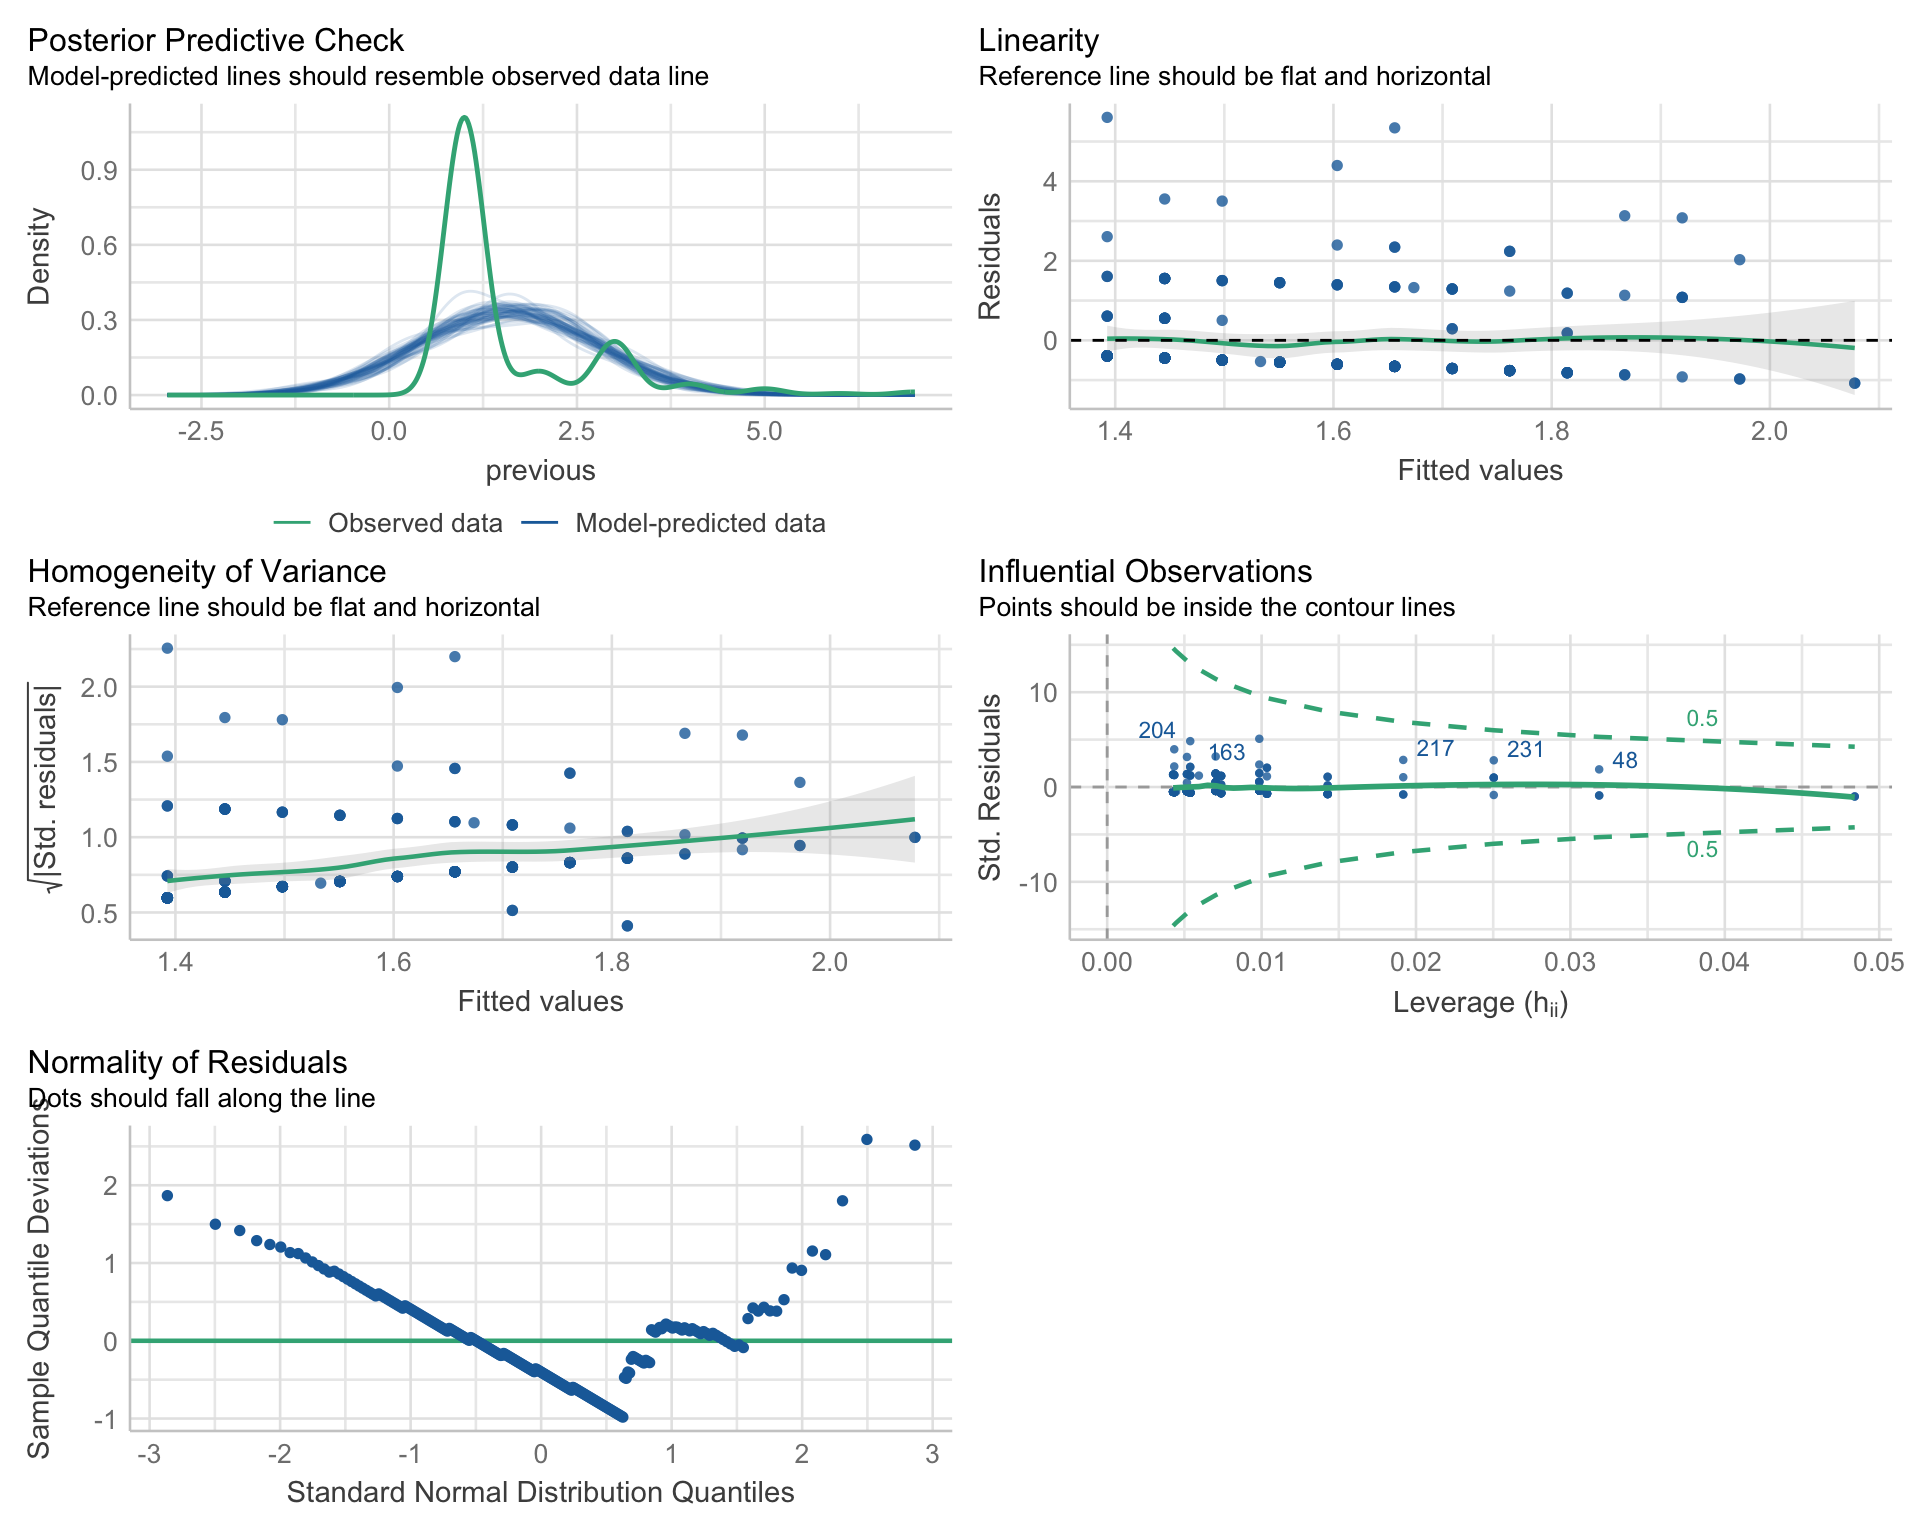 Posterior Predictive Check
Model-predicted lines should resemble observed data line
Density
0.9
0.6
0.3
0.0
-2.5 0.0 2.5 5.0
previous
Observed data Model-predicted data
Linearity
Reference line should be flat and horizontal
Residuals
4
2
0
1.4 1.6 1.8 2.0
Fitted values
Homogeneity of Variance
Reference line should be flat and horizontal
√|Std. residuals|
2.0
1.5
1.0
0.5
1.4 1.6 1.8 2.0
Fitted values
Influential Observations
Points should be inside the contour lines
Std. Residuals
10
0
-10
0.5
204 163 217 231 48
0.5
0.00 0.01 0.02 0.03 0.04 0.05
Leverage (hᵢᵢ)
Normality of Residuals
Dots should fall along the line
Sample Quantile Deviations
2
1
0
-1
-3 -2 -1 0 1 2 3
Standard Normal Distribution Quantiles